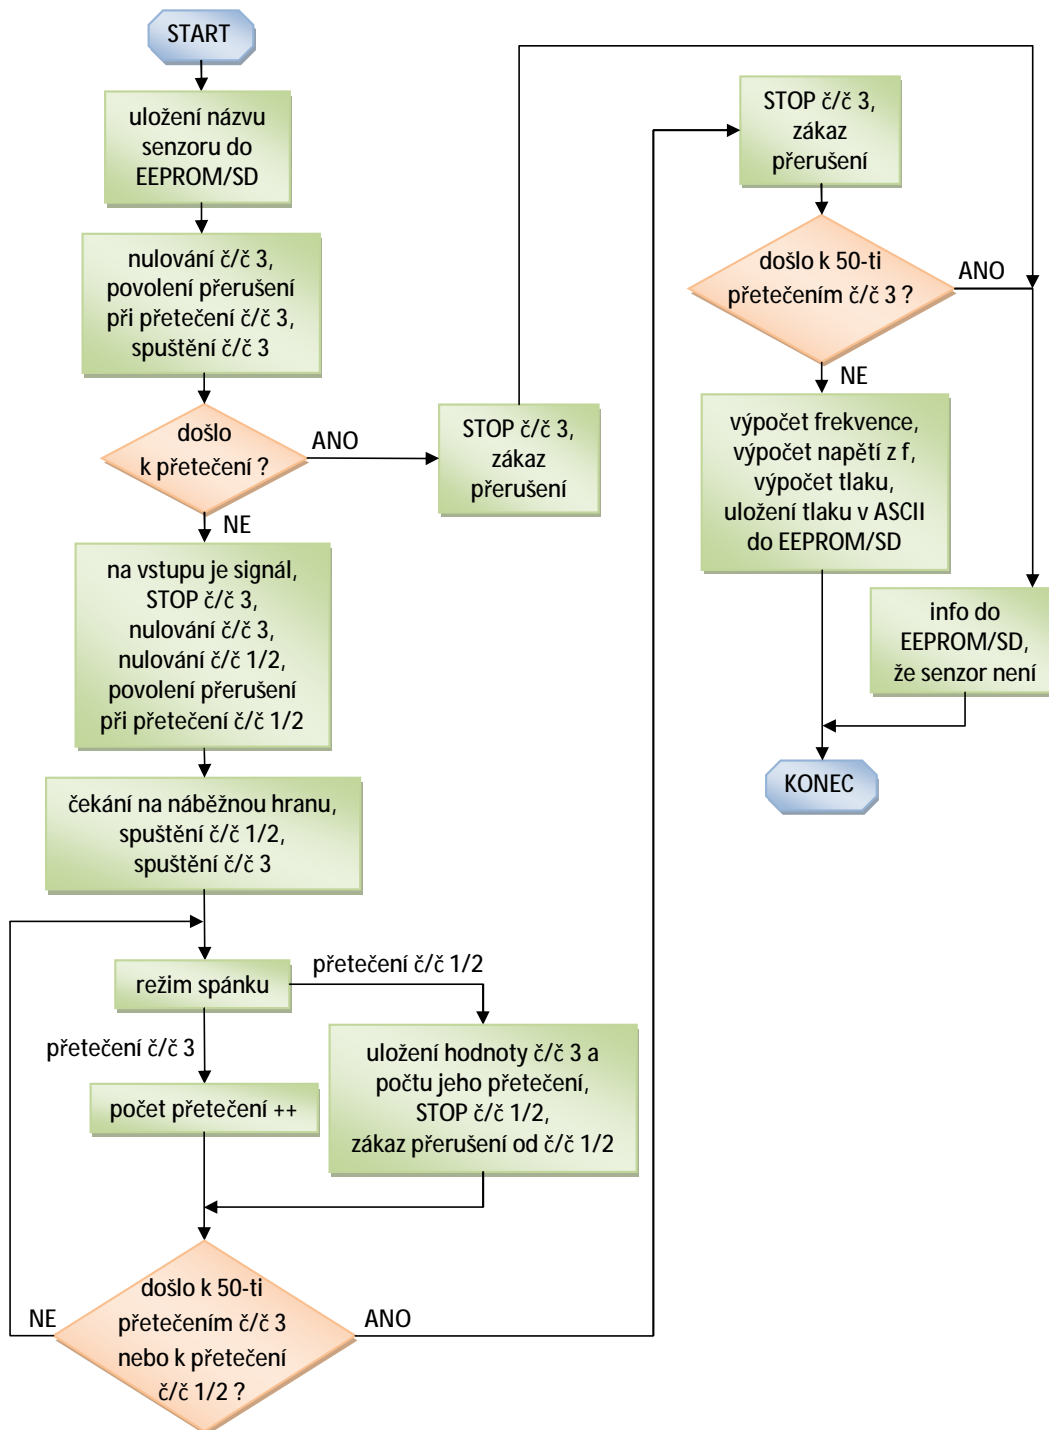 START
uložení názvu
senzoru do
EEPROM/SD
nulování č/č 3,
povolení přerušení
při přetečení č/č 3,
spuštění č/č 3
došlo
k přetečení ?
ANO
STOP č/č 3,
zákaz
přerušení
NE
na vstupu je signál,
STOP č/č 3,
nulování č/č 3,
nulování č/č 1/2,
povolení přerušení
při přetečení č/č 1/2
čekání na náběžnou hranu,
spuštění č/č 1/2,
spuštění č/č 3
režim spánku
přetečení č/č 1/2
přetečení č/č 3
uložení hodnoty č/č 3 a
počtu jeho přetečení,
STOP č/č 1/2,
zákaz přerušení od č/č 1/2
počet přetečení ++
došlo k 50-ti
přetečením č/č 3
nebo k přetečení
č/č 1/2 ?
NE
ANO
STOP č/č 3,
zákaz
přerušení
došlo k 50-ti
přetečením č/č 3 ?
ANO
NE
výpočet frekvence,
výpočet napětí z f,
výpočet tlaku,
uložení tlaku v ASCII
do EEPROM/SD
info do
EEPROM/SD,
že senzor není
KONEC